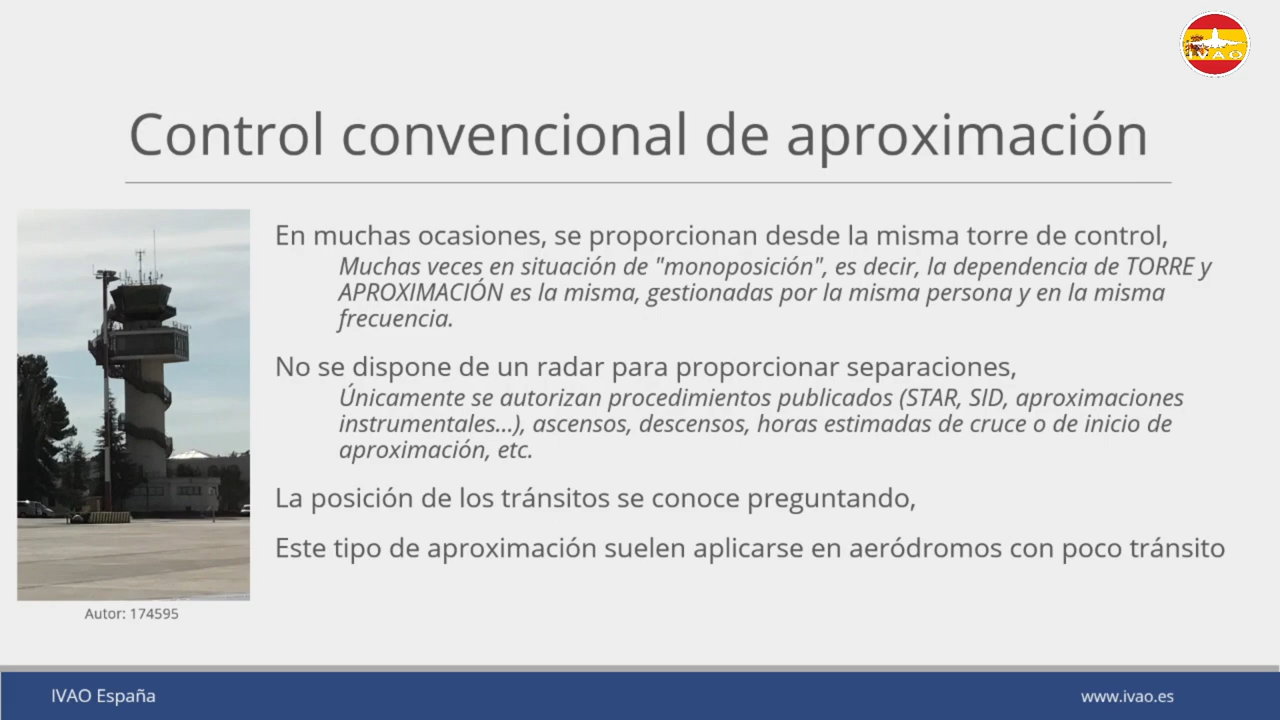 IVAO
Control convencional de aproximación
En muchas ocasiones, se proporcionan desde la misma torre de control,
Muchas veces en situación de "monoposición", es decir, la dependencia de TORRE y
APROXIMACIÓN es la misma, gestionadas por la misma persona y en la misma
frecuencia.
No se dispone de un radar para proporcionar separaciones,
Únicamente se autorizan procedimientos publicados (STAR, SID, aproximaciones
instrumentales...), ascensos, descensos, horas estimadas de cruce o de inicio de
aproximación, etc.
La posición de los tránsitos se conoce preguntando,
Este tipo de aproximación suelen aplicarse en aeródromos con poco tránsito
Autor: 174595
IVAO España
www.ivao.es